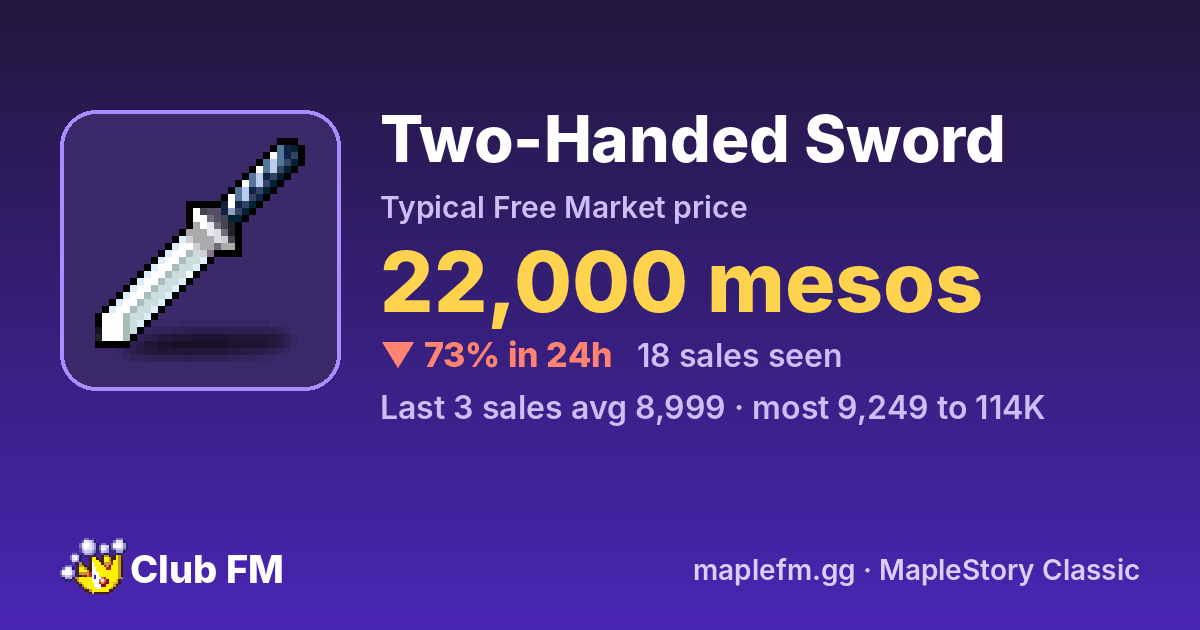 Two-Handed Sword
Typical Free Market price
22,000 mesos
▼ 73% in 24h 18 sales seen
Last 3 sales avg 8,999 · most 9,249 to 114K
Club FM
maplefm.gg · MapleStory Classic